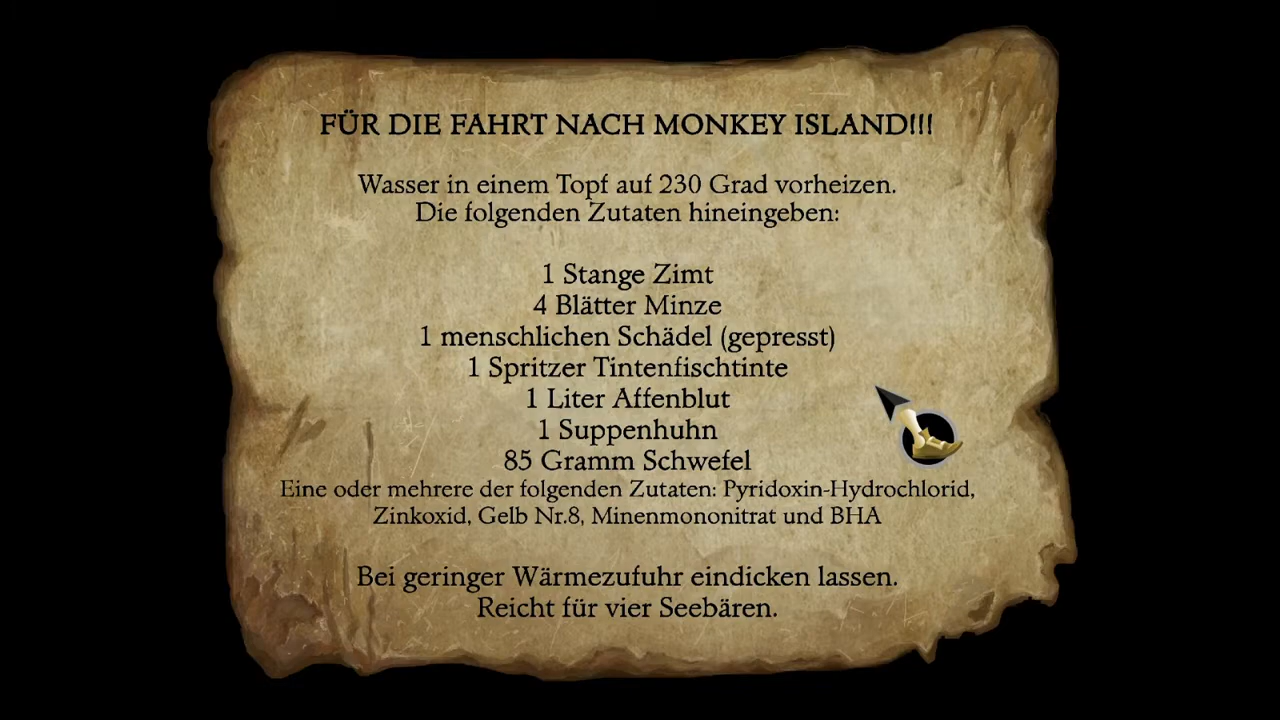 FÜR DIE FAHRT NACH MONKEY ISLAND!!!
Wasser in einem Topf auf 230 Grad vorheizen.
Die folgenden Zutaten hineingeben:
1 Stange Zimt
4 Blätter Minze
1 menschlichen Schädel (gepresst)
1 Spritzer Tintenfischtinte
1 Liter Affenblut
1 Suppenhuhn
85 Gramm Schwefel
Eine oder mehrere der folgenden Zutaten: Pyridoxin-Hydrochlorid,
Zinkoxid, Gelb Nr.8, Minenmononitrat und BHA
Bei geringer Wärmezufuhr eindicken lassen.
Reicht für vier Seebären.